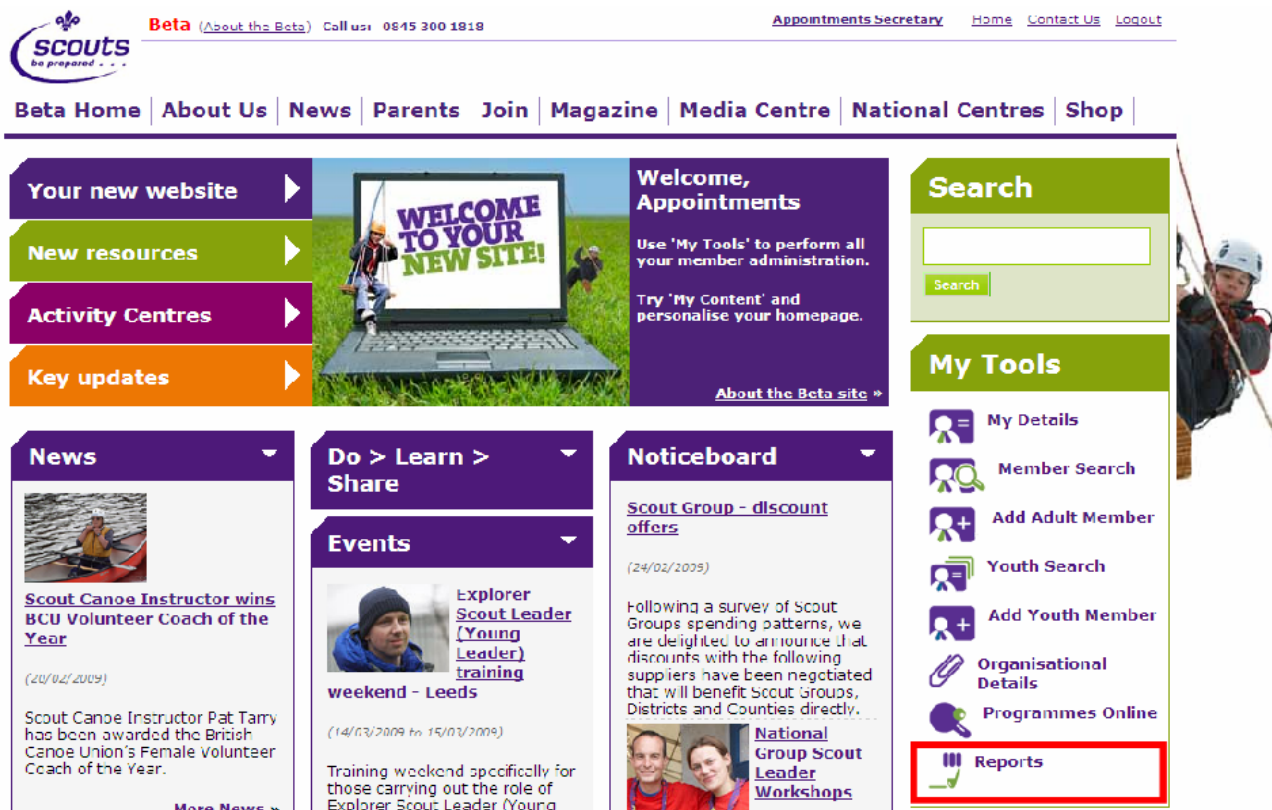 scouts
be prepared . . .
Beta (About the Beta) Call us: 0845 300 1818
Appointments Secretary Home Contact Us Logout
Beta Home About Us News Parents Join Magazine Media Centre National Centres Shop
Your new website
New resources
Activity Centres
Key updates
WELCOME
TO YOUR
NEW SITE!
Welcome,
Appointments
Use 'My Tools' to perform all
your member administration.
Try 'My Content' and
personalise your homepage.
About the Beta site »
Search
Search
My Tools
My Details
Member Search
Add Adult Member
Youth Search
Add Youth Member
Organisational
Details
Programmes Online
Reports
News
Scout Canoe Instructor wins
BCU Volunteer Coach of the
Year
(20/02/2009)
Scout Canoe Instructor Pat Tarry
has been awarded the British
Canoe Union's Female Volunteer
Coach of the Year.
More News »
Do > Learn >
Share
Events
Explorer
Scout Leader
(Young
Leader)
training
weekend - Leeds
(14/03/2009 to 15/03/2009)
Training weekend specifically for
those carrying out the role of
Explorer Scout Leader (Young
Noticeboard
Scout Group - discount
offers
(24/02/2009)
Following a survey of Scout
Groups spending patterns, we
are delighted to announce that
discounts with the following
suppliers have been negotiated
that will benefit Scout Groups,
Districts and Counties directly.
National
Group Scout
Leader
Workshops